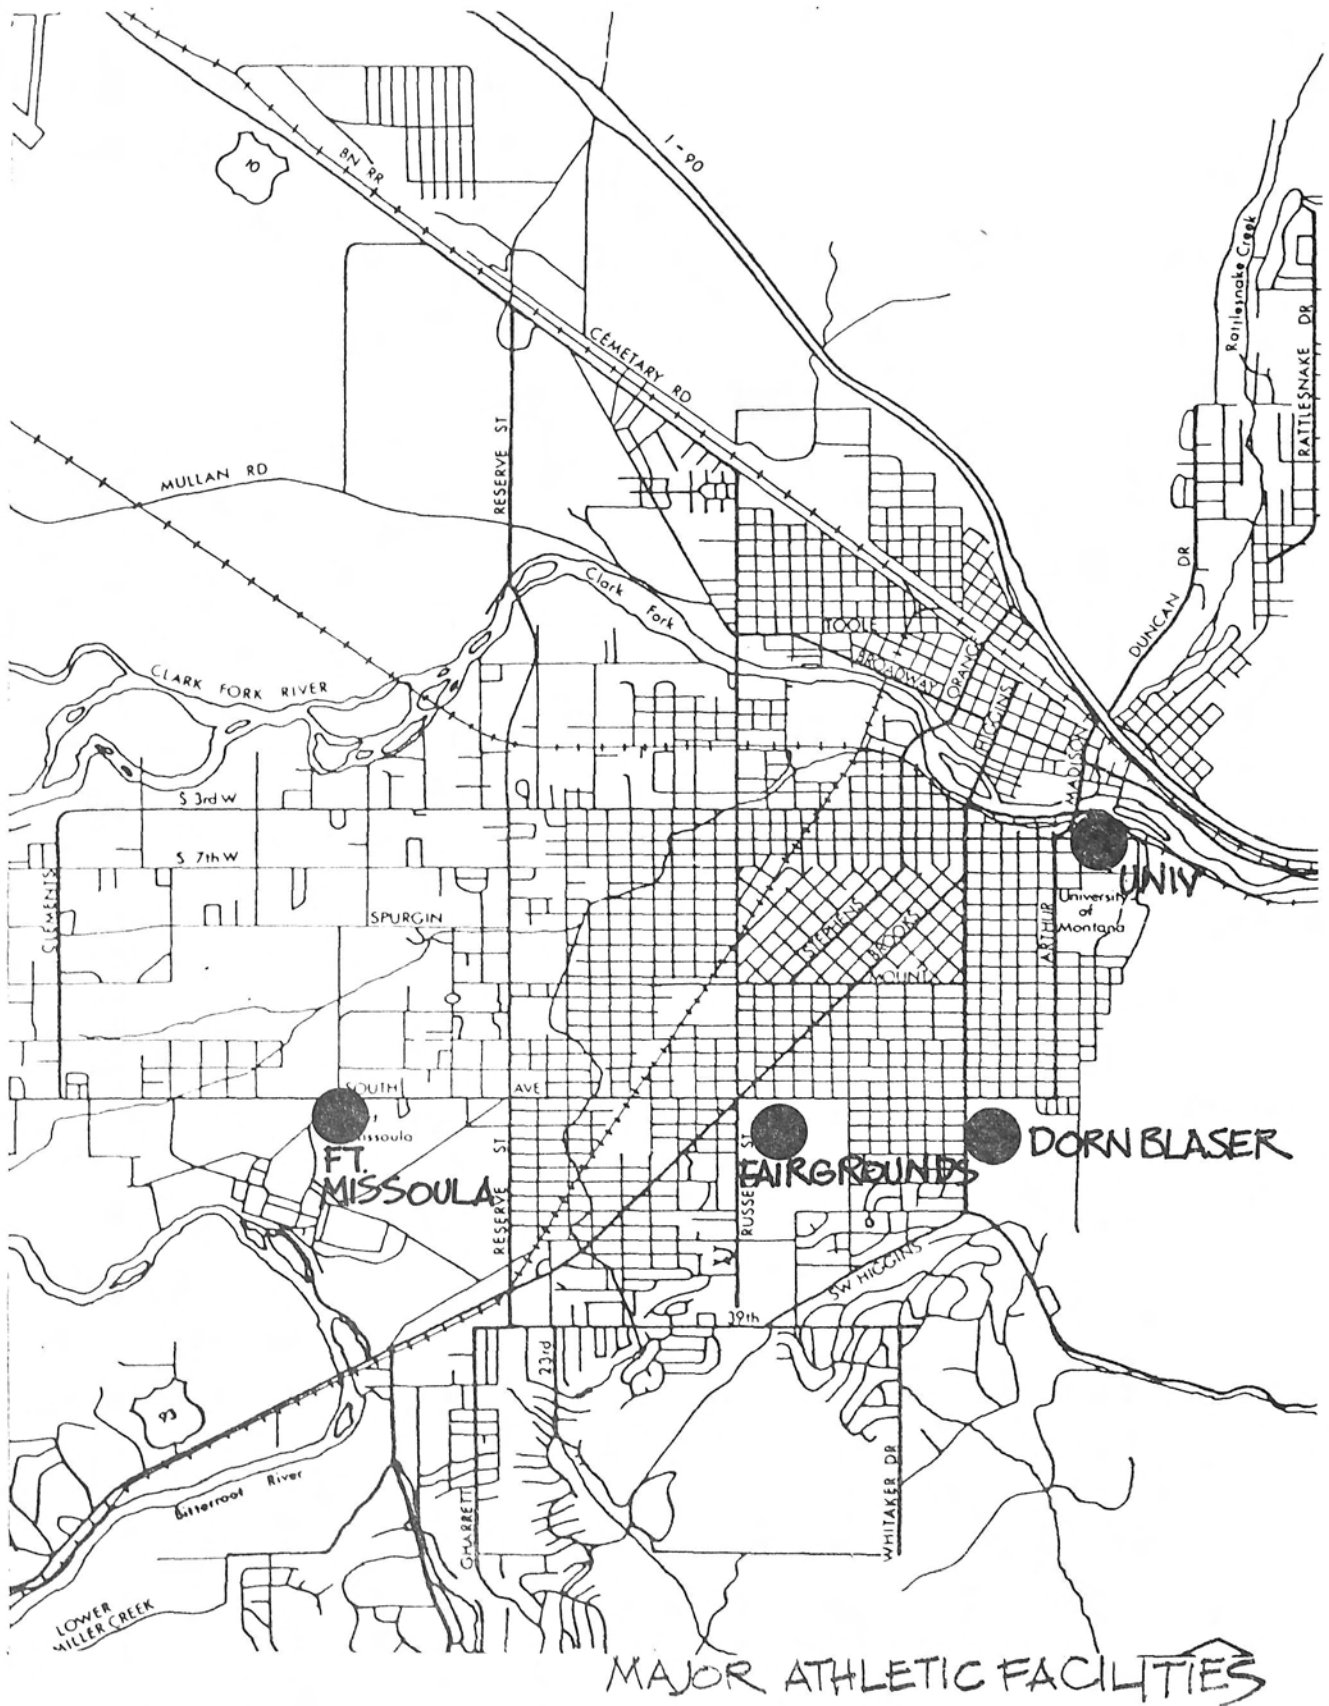 I-90
10
BN RR
Rattlesnake Creek
RATTLESNAKE DR
CEMETARY RD
RESERVE ST
MULLAN RD
Clark Fork
DUNCAN DR
TOOLE
BROADWAY
ORANGE
HIGGINS
CLARK FORK RIVER
MADISON
S 3rd W
S 7th W
UNIV
University
of
Montana
CLEMENTS
SPURGIN
STEPHENS
BROOKS
ARTHUR
MOUNT
SOUTH AVE
issoula
FT.
MISSOULA
RESERVE ST
FAIRGROUNDS
RUSSE ST
DORNBLASER
SW HIGGINS
39th
23rd
93
Bitterroot River
GHARRETT
WHITAKER DR
LOWER
MILLER CREEK
MAJOR ATHLETIC FACILITIES